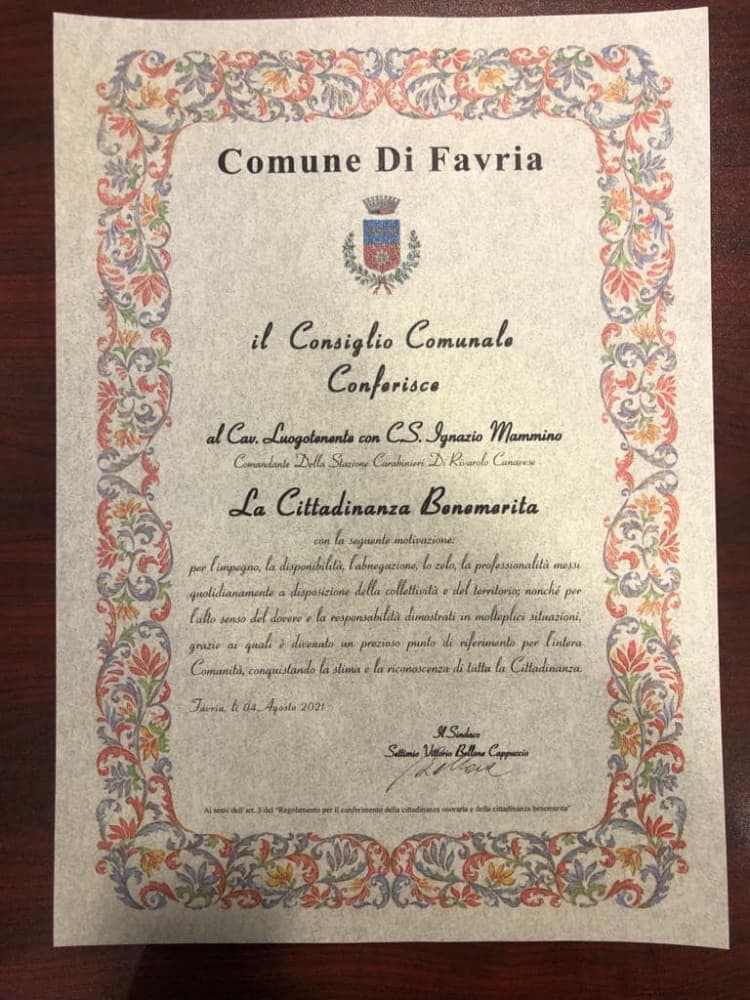 Comune Di Favria
il Consiglio Comunale
Conferisce
al Cav. Luogotenente con C.S. Ignazio Mammino
Comandante Della Stazione Carabinieri Di Rivarolo Canavese
La Cittadinanza Benemerita
con la seguente motivazione:
per l'impegno, la disponibilità, l'abnegazione, lo zelo, la professionalità messi
quotidianamente a disposizione della collettività e del territorio; nonché per
l'alto senso del dovere e la responsabilità dimostrati in molteplici situazioni,
grazie ai quali è divenuto un prezioso punto di riferimento per l'intera
Comunità, conquistando la stima e la riconoscenza di tutta la Cittadinanza.
Favria, lì 04 Agosto 2021
Il Sindaco
Settimio Vittorio Bellone Cappuccio
Ai sensi dell'art. 3 del "Regolamento per il conferimento della cittadinanza onoraria e della cittadinanza benemerita"